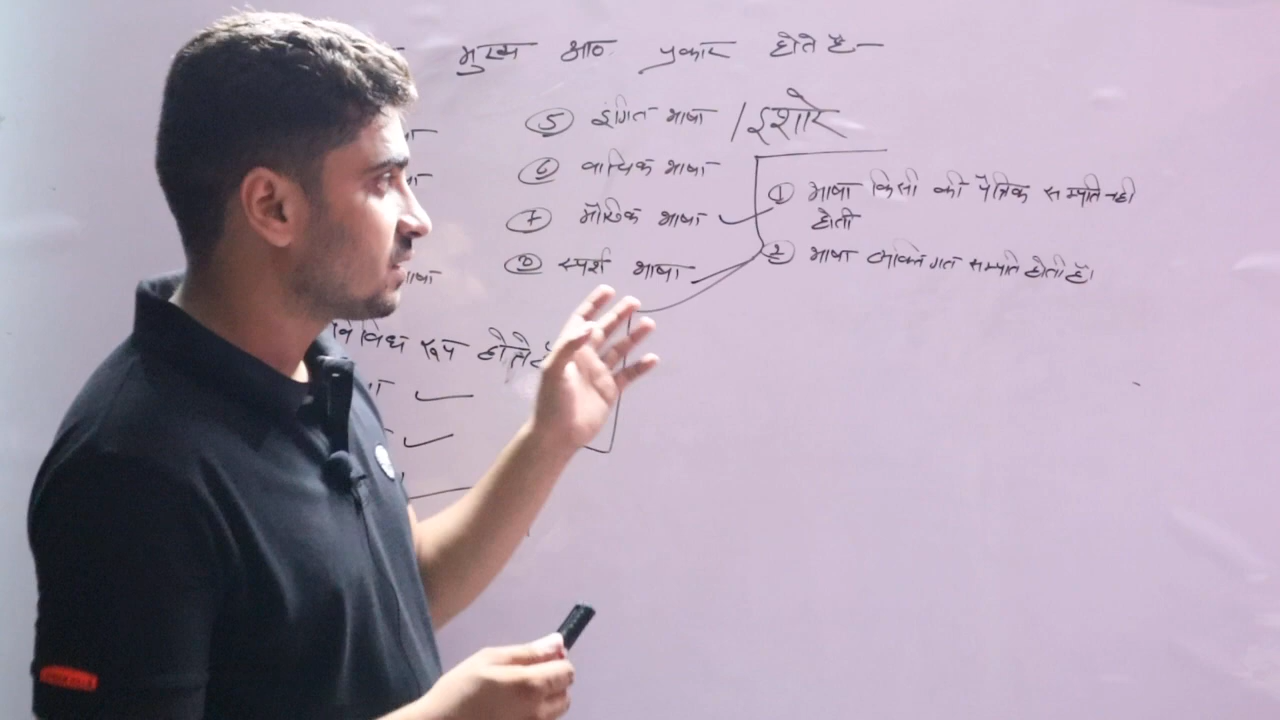 मुख्य आठ प्रकार होते है—
⑤ इंगित भाषा / इशारे
⑥ वाचिक भाषा
⑦ मौखिक भाषा
⑧ स्पर्श भाषा
① भाषा किसी की पैत्रिक सम्पति नही
होती
② भाषा व्यक्तिगत सम्पति होती है।
भाषा
विविध रूप होते है